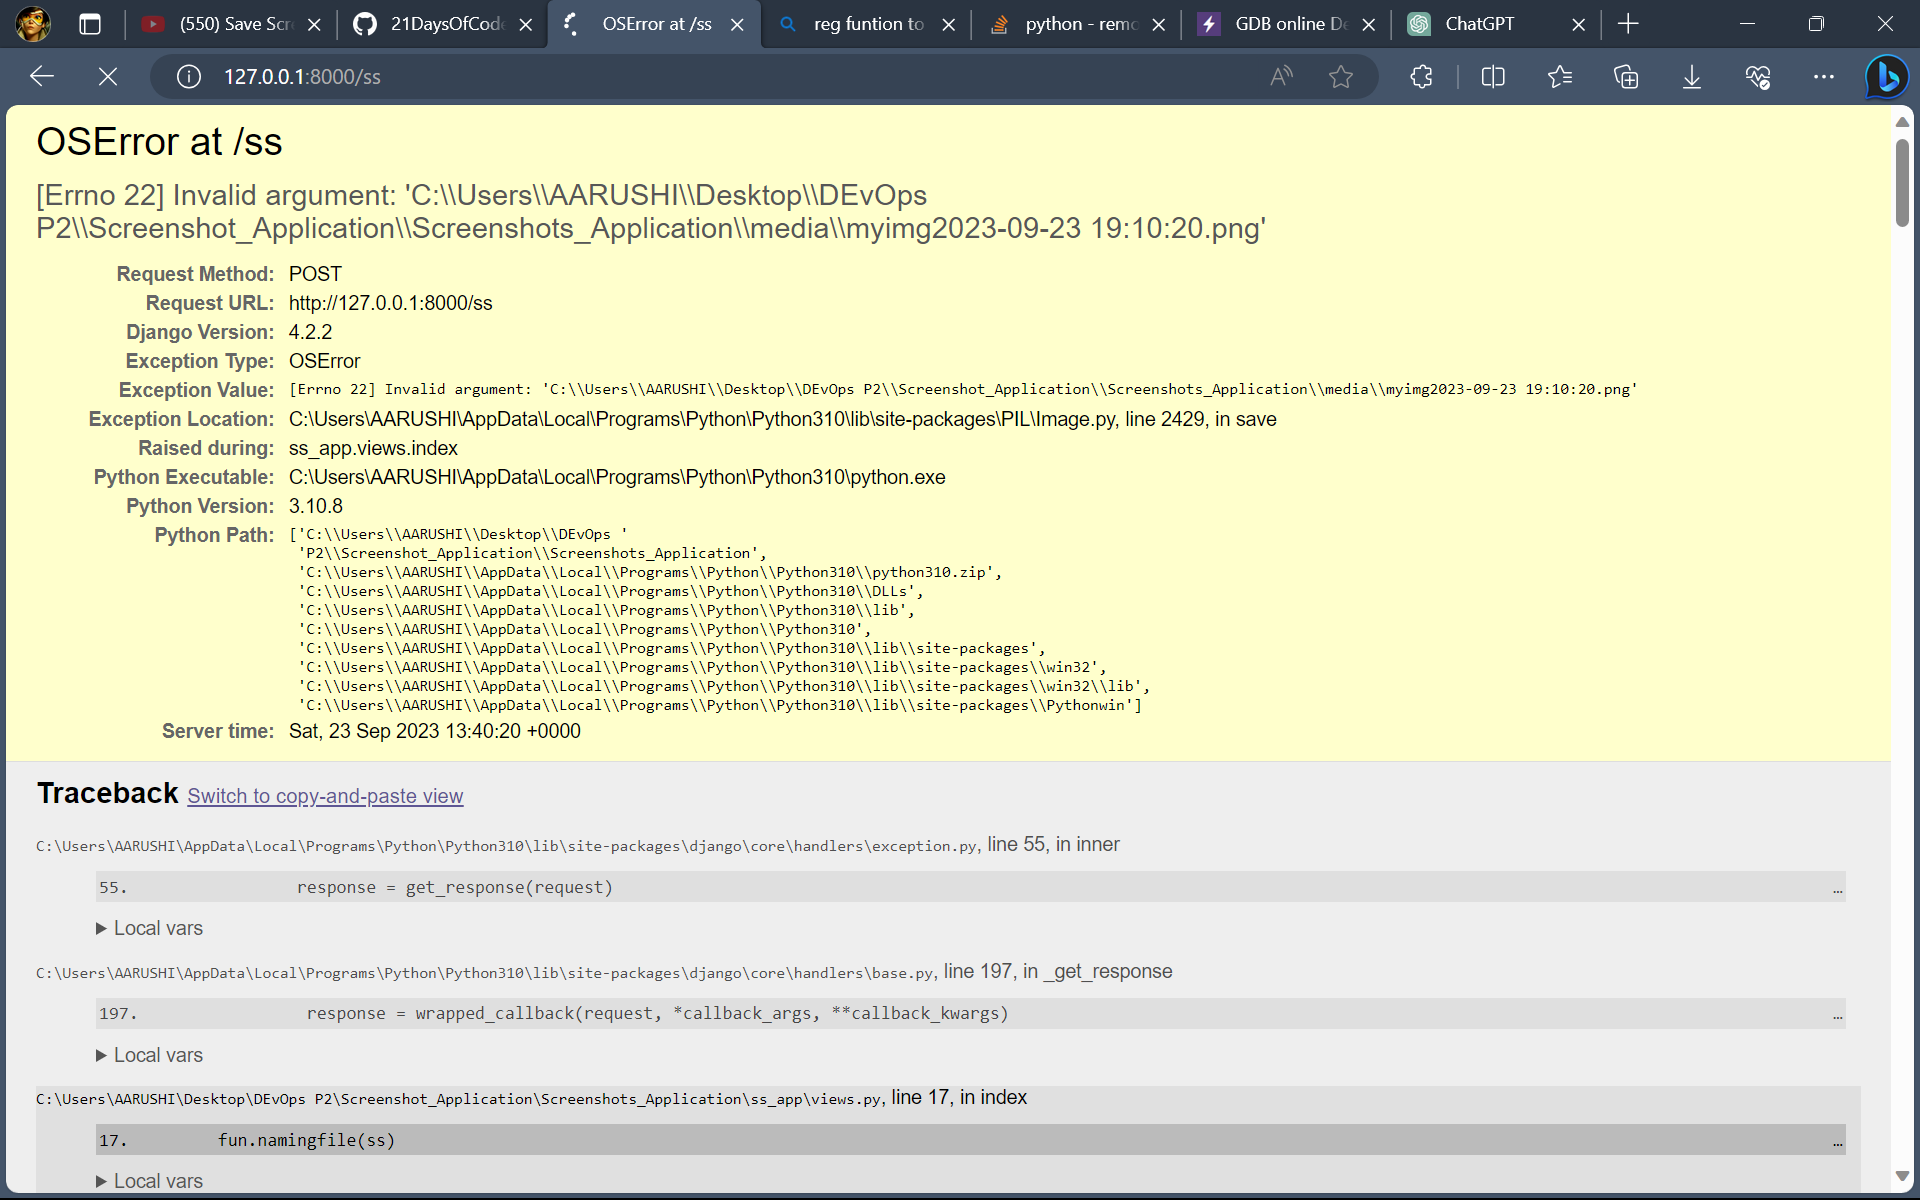 (550) Save Scre
21DaysOfCode
OSError at /ss
reg funtion to
python - remo
GDB online De
ChatGPT
127.0.0.1:8000/ss
OSError at /ss
[Errno 22] Invalid argument: 'C:\\Users\\AARUSHI\\Desktop\\DEvOps
P2\\Screenshot_Application\\Screenshots_Application\\media\\myimg2023-09-23 19:10:20.png'
Request Method: POST
Request URL: http://127.0.0.1:8000/ss
Django Version: 4.2.2
Exception Type: OSError
Exception Value: [Errno 22] Invalid argument: 'C:\\Users\\AARUSHI\\Desktop\\DEvOps P2\\Screenshot_Application\\Screenshots_Application\\media\\myimg2023-09-23 19:10:20.png'
Exception Location: C:\Users\AARUSHI\AppData\Local\Programs\Python\Python310\lib\site-packages\PIL\Image.py, line 2429, in save
Raised during: ss_app.views.index
Python Executable: C:\Users\AARUSHI\AppData\Local\Programs\Python\Python310\python.exe
Python Version: 3.10.8
Python Path: ['C:\\Users\\AARUSHI\\Desktop\\DEvOps '
'P2\\Screenshot_Application\\Screenshots_Application',
'C:\\Users\\AARUSHI\\AppData\\Local\\Programs\\Python\\Python310\\python310.zip',
'C:\\Users\\AARUSHI\\AppData\\Local\\Programs\\Python\\Python310\\DLLs',
'C:\\Users\\AARUSHI\\AppData\\Local\\Programs\\Python\\Python310\\lib',
'C:\\Users\\AARUSHI\\AppData\\Local\\Programs\\Python\\Python310',
'C:\\Users\\AARUSHI\\AppData\\Local\\Programs\\Python\\Python310\\lib\\site-packages',
'C:\\Users\\AARUSHI\\AppData\\Local\\Programs\\Python\\Python310\\lib\\site-packages\\win32',
'C:\\Users\\AARUSHI\\AppData\\Local\\Programs\\Python\\Python310\\lib\\site-packages\\win32\\lib',
'C:\\Users\\AARUSHI\\AppData\\Local\\Programs\\Python\\Python310\\lib\\site-packages\\Pythonwin']
Server time: Sat, 23 Sep 2023 13:40:20 +0000
Traceback Switch to copy-and-paste view
C:\Users\AARUSHI\AppData\Local\Programs\Python\Python310\lib\site-packages\django\core\handlers\exception.py, line 55, in inner
55. response = get_response(request) …
▶ Local vars
C:\Users\AARUSHI\AppData\Local\Programs\Python\Python310\lib\site-packages\django\core\handlers\base.py, line 197, in _get_response
197. response = wrapped_callback(request, *callback_args, **callback_kwargs) …
▶ Local vars
C:\Users\AARUSHI\Desktop\DEvOps P2\Screenshot_Application\Screenshots_Application\ss_app\views.py, line 17, in index
17. fun.namingfile(ss) …
▶ Local vars